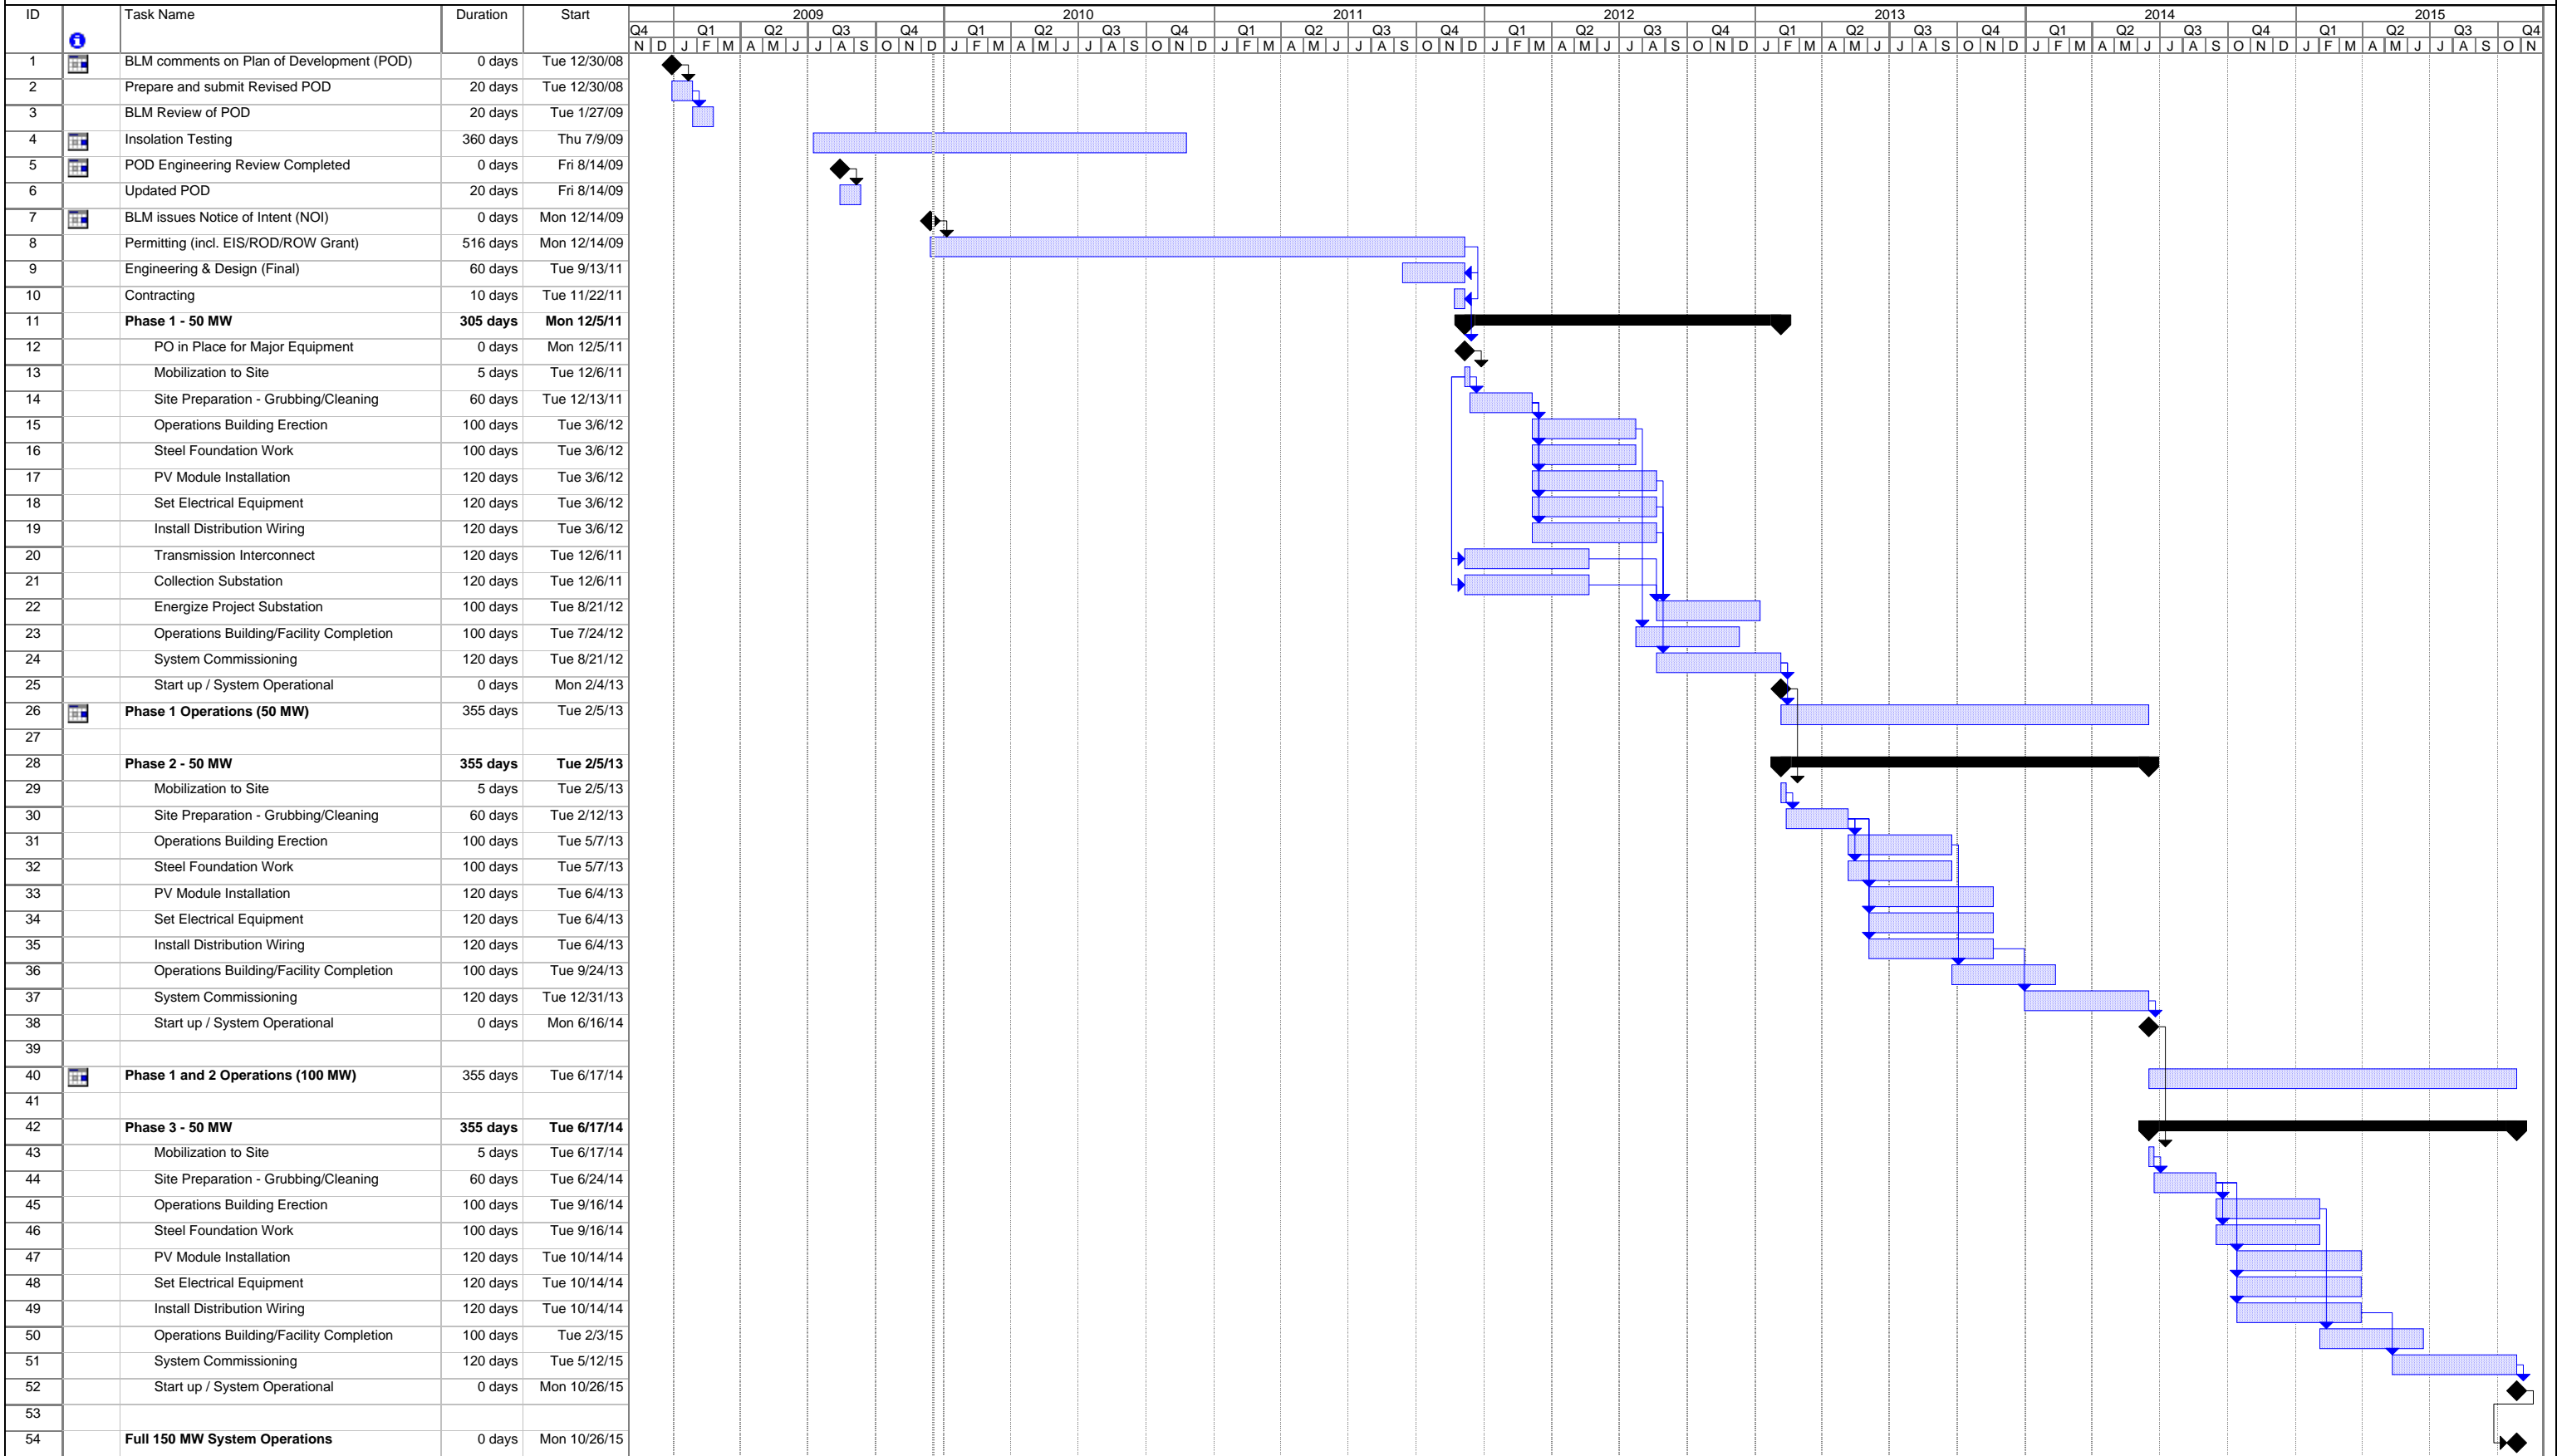 ID Task Name Duration Start 2009 2010 2011 2012 2013 2014 2015
Q4 Q1 Q2 Q3 Q4 Q1 Q2 Q3 Q4 Q1 Q2 Q3 Q4 Q1 Q2 Q3 Q4 Q1 Q2 Q3 Q4 Q1 Q2 Q3 Q4 Q1 Q2 Q3 Q4
N D J F M A M J J A S O N D J F M A M J J A S O N D J F M A M J J A S O N D J F M A M J J A S O N D J F M A M J J A S O N D J F M A M J J A S O N D J F M A M J J A S O N
1 BLM comments on Plan of Development (POD) 0 days Tue 12/30/08
2 Prepare and submit Revised POD 20 days Tue 12/30/08
3 BLM Review of POD 20 days Tue 1/27/09
4 Insolation Testing 360 days Thu 7/9/09
5 POD Engineering Review Completed 0 days Fri 8/14/09
6 Updated POD 20 days Fri 8/14/09
7 BLM issues Notice of Intent (NOI) 0 days Mon 12/14/09
8 Permitting (incl. EIS/ROD/ROW Grant) 516 days Mon 12/14/09
9 Engineering & Design (Final) 60 days Tue 9/13/11
10 Contracting 10 days Tue 11/22/11
11 Phase 1 - 50 MW 305 days Mon 12/5/11
12 PO in Place for Major Equipment 0 days Mon 12/5/11
13 Mobilization to Site 5 days Tue 12/6/11
14 Site Preparation - Grubbing/Cleaning 60 days Tue 12/13/11
15 Operations Building Erection 100 days Tue 3/6/12
16 Steel Foundation Work 100 days Tue 3/6/12
17 PV Module Installation 120 days Tue 3/6/12
18 Set Electrical Equipment 120 days Tue 3/6/12
19 Install Distribution Wiring 120 days Tue 3/6/12
20 Transmission Interconnect 120 days Tue 12/6/11
21 Collection Substation 120 days Tue 12/6/11
22 Energize Project Substation 100 days Tue 8/21/12
23 Operations Building/Facility Completion 100 days Tue 7/24/12
24 System Commissioning 120 days Tue 8/21/12
25 Start up / System Operational 0 days Mon 2/4/13
26 Phase 1 Operations (50 MW) 355 days Tue 2/5/13
27
28 Phase 2 - 50 MW 355 days Tue 2/5/13
29 Mobilization to Site 5 days Tue 2/5/13
30 Site Preparation - Grubbing/Cleaning 60 days Tue 2/12/13
31 Operations Building Erection 100 days Tue 5/7/13
32 Steel Foundation Work 100 days Tue 5/7/13
33 PV Module Installation 120 days Tue 6/4/13
34 Set Electrical Equipment 120 days Tue 6/4/13
35 Install Distribution Wiring 120 days Tue 6/4/13
36 Operations Building/Facility Completion 100 days Tue 9/24/13
37 System Commissioning 120 days Tue 12/31/13
38 Start up / System Operational 0 days Mon 6/16/14
39
40 Phase 1 and 2 Operations (100 MW) 355 days Tue 6/17/14
41
42 Phase 3 - 50 MW 355 days Tue 6/17/14
43 Mobilization to Site 5 days Tue 6/17/14
44 Site Preparation - Grubbing/Cleaning 60 days Tue 6/24/14
45 Operations Building Erection 100 days Tue 9/16/14
46 Steel Foundation Work 100 days Tue 9/16/14
47 PV Module Installation 120 days Tue 10/14/14
48 Set Electrical Equipment 120 days Tue 10/14/14
49 Install Distribution Wiring 120 days Tue 10/14/14
50 Operations Building/Facility Completion 100 days Tue 2/3/15
51 System Commissioning 120 days Tue 5/12/15
52 Start up / System Operational 0 days Mon 10/26/15
53
54 Full 150 MW System Operations 0 days Mon 10/26/15